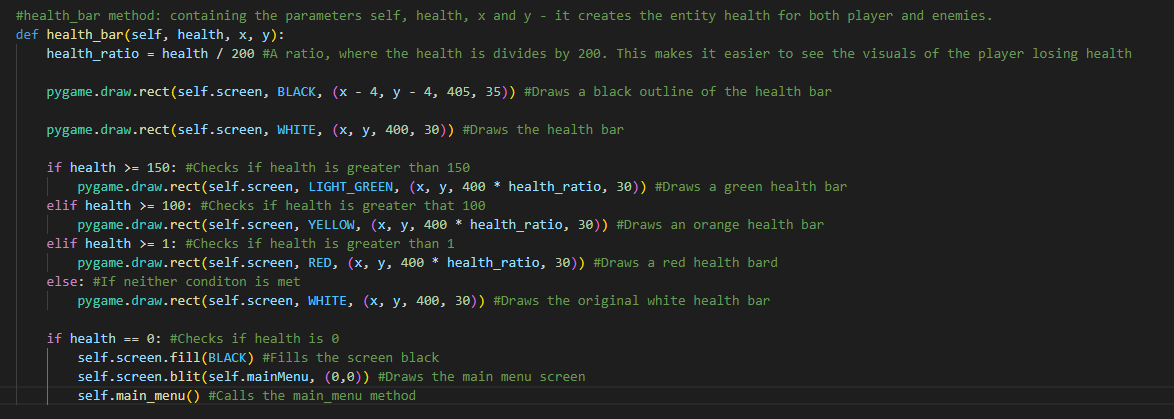 #health_bar method: containing the parameters self, health, x and y - it creates the entity health for both player and enemies.
def health_bar(self, health, x, y):
    health_ratio = health / 200 #A ratio, where the health is divides by 200. This makes it easier to see the visuals of the player losing health
    pygame.draw.rect(self.screen, BLACK, (x - 4, y - 4, 405, 35)) #Draws a black outline of the health bar
    pygame.draw.rect(self.screen, WHITE, (x, y, 400, 30)) #Draws the health bar
    if health >= 150: #Checks if health is greater than 150
        pygame.draw.rect(self.screen, LIGHT_GREEN, (x, y, 400 * health_ratio, 30)) #Draws a green health bar
    elif health >= 100: #Checks if health is greater that 100
        pygame.draw.rect(self.screen, YELLOW, (x, y, 400 * health_ratio, 30)) #Draws an orange health bar
    elif health >= 1: #Checks if health is greater than 1
        pygame.draw.rect(self.screen, RED, (x, y, 400 * health_ratio, 30)) #Draws a red health bard
    else: #If neither conditon is met
        pygame.draw.rect(self.screen, WHITE, (x, y, 400, 30)) #Draws the original white health bar
    if health == 0: #Checks if health is 0
        self.screen.fill(BLACK) #Fills the screen black
        self.screen.blit(self.mainMenu, (0,0)) #Draws the main menu screen
        self.main_menu() #Calls the main_menu method